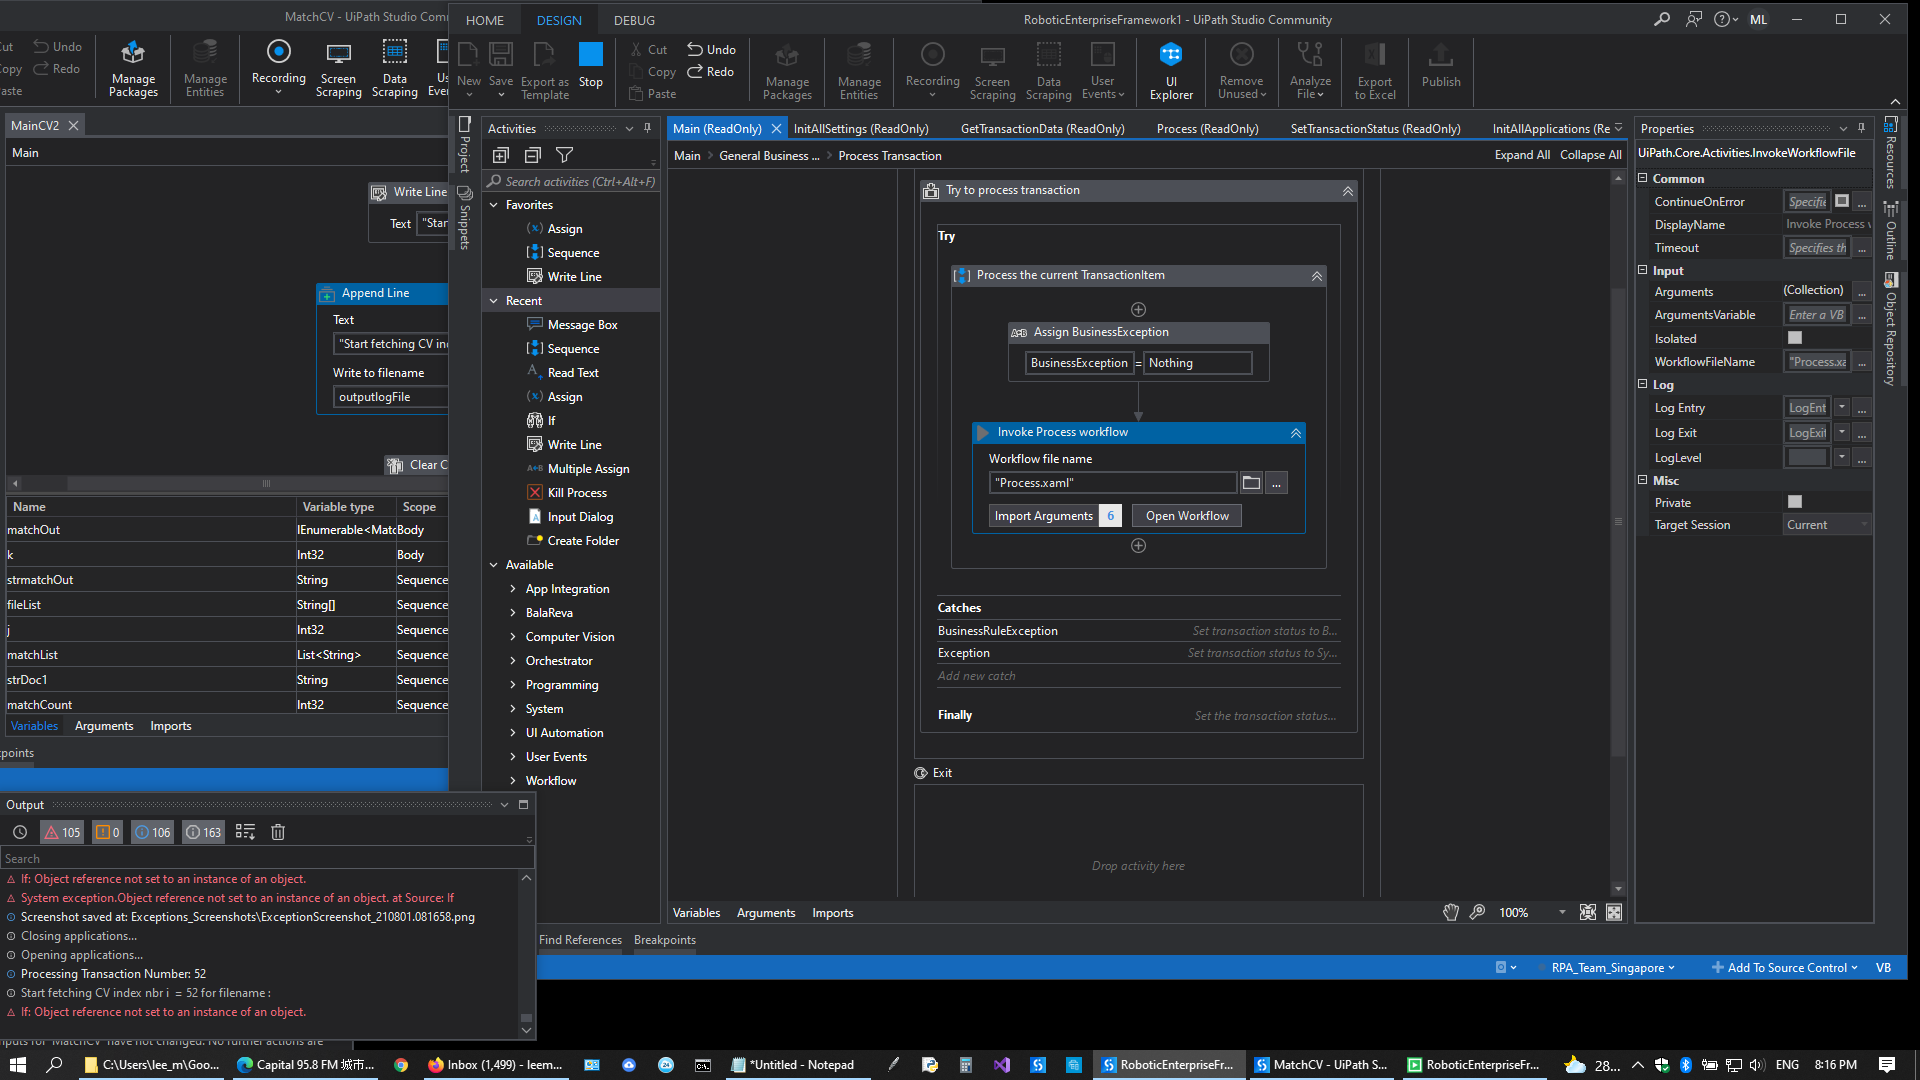 MatchCV - UiPath Studio Com
HOME
DESIGN
DEBUG
RoboticEnterpriseFramework1 - UiPath Studio Community
ML
Undo
Redo
Manage Packages
Manage Entities
Recording
Screen Scraping
Data Scraping
New
Save
Export as Template
Stop
Cut
Copy
Paste
Undo
Redo
Manage Packages
Manage Entities
Recording
Screen Scraping
Data Scraping
User Events
UI Explorer
Remove Unused
Analyze File
Export to Excel
Publish
MainCV2
Main
Write Line
Text
"Star
Append Line
Text
"Start fetching CV ind
Write to filename
outputlogFile
Clear C
Name
Variable type
Scope
matchOut
IEnumerable<Matc
Body
k
Int32
Body
strmatchOut
String
Sequence
fileList
String[]
Sequence
j
Int32
Sequence
matchList
List<String>
Sequence
strDoc1
String
Sequence
matchCount
Int32
Sequence
Variables
Arguments
Imports
points
Project
Snippets
Activities
Search activities (Ctrl+Alt+F)
Favorites
Assign
Sequence
Write Line
Recent
Message Box
Sequence
Read Text
Assign
If
Write Line
Multiple Assign
Kill Process
Input Dialog
Create Folder
Available
App Integration
BalaReva
Computer Vision
Orchestrator
Programming
System
UI Automation
User Events
Workflow
Main (ReadOnly)
InitAllSettings (ReadOnly)
GetTransactionData (ReadOnly)
Process (ReadOnly)
SetTransactionStatus (ReadOnly)
InitAllApplications (Re
Main > General Business ... > Process Transaction
Expand All
Collapse All
Try to process transaction
Try
Process the current TransactionItem
Assign BusinessException
BusinessException = Nothing
Invoke Process workflow
Workflow file name
"Process.xaml"
...
Import Arguments 6
Open Workflow
Catches
BusinessRuleException
Set transaction status to B...
Exception
Set transaction status to Sy...
Add new catch
Finally
Set the transaction status...
Exit
Drop activity here
Variables
Arguments
Imports
100%
Find References
Breakpoints
RPA_Team_Singapore
Add To Source Control
VB
Properties
UiPath.Core.Activities.InvokeWorkflowFile
Common
ContinueOnError
Specifie
...
DisplayName
Invoke Process v
Timeout
Specifies th
...
Input
Arguments
(Collection)
...
ArgumentsVariable
Enter a VB
...
Isolated
WorkflowFileName
"Process.xa
...
Log
Log Entry
LogEnt
...
Log Exit
LogExit
...
LogLevel
...
Misc
Private
Target Session
Current
Resources
Outline
Object Repository
Output
105
0
106
163
Search
If: Object reference not set to an instance of an object.
System exception.Object reference not set to an instance of an object. at Source: If
Screenshot saved at: Exceptions_Screenshots\ExceptionScreenshot_210801.081658.png
Closing applications...
Opening applications...
Processing Transaction Number: 52
Start fetching CV index nbr i = 52 for filename :
If: Object reference not set to an instance of an object.
C:\Users\lee_m\Goo...
Capital 95.8 FM 城市...
Inbox (1,499) - leem...
*Untitled - Notepad
RoboticEnterpriseFr...
MatchCV - UiPath S...
RoboticEnterpriseFr...
28...
ENG
8:16 PM